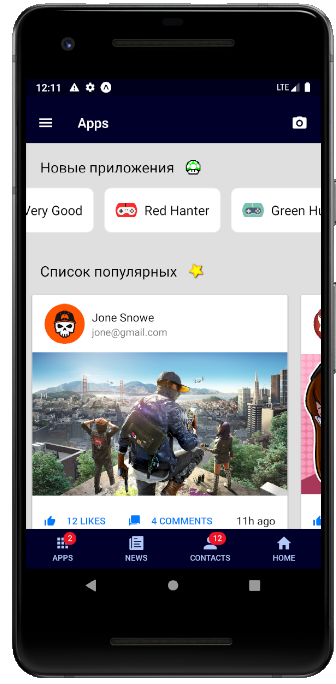 12:11
LTE
Apps
Новые приложения
Very Good
Red Hanter
Green Hu
Список популярных
Jone Snowe
jone@gmail.com
12 LIKES
4 COMMENTS
11h ago
2
12
APPS
NEWS
CONTACTS
HOME